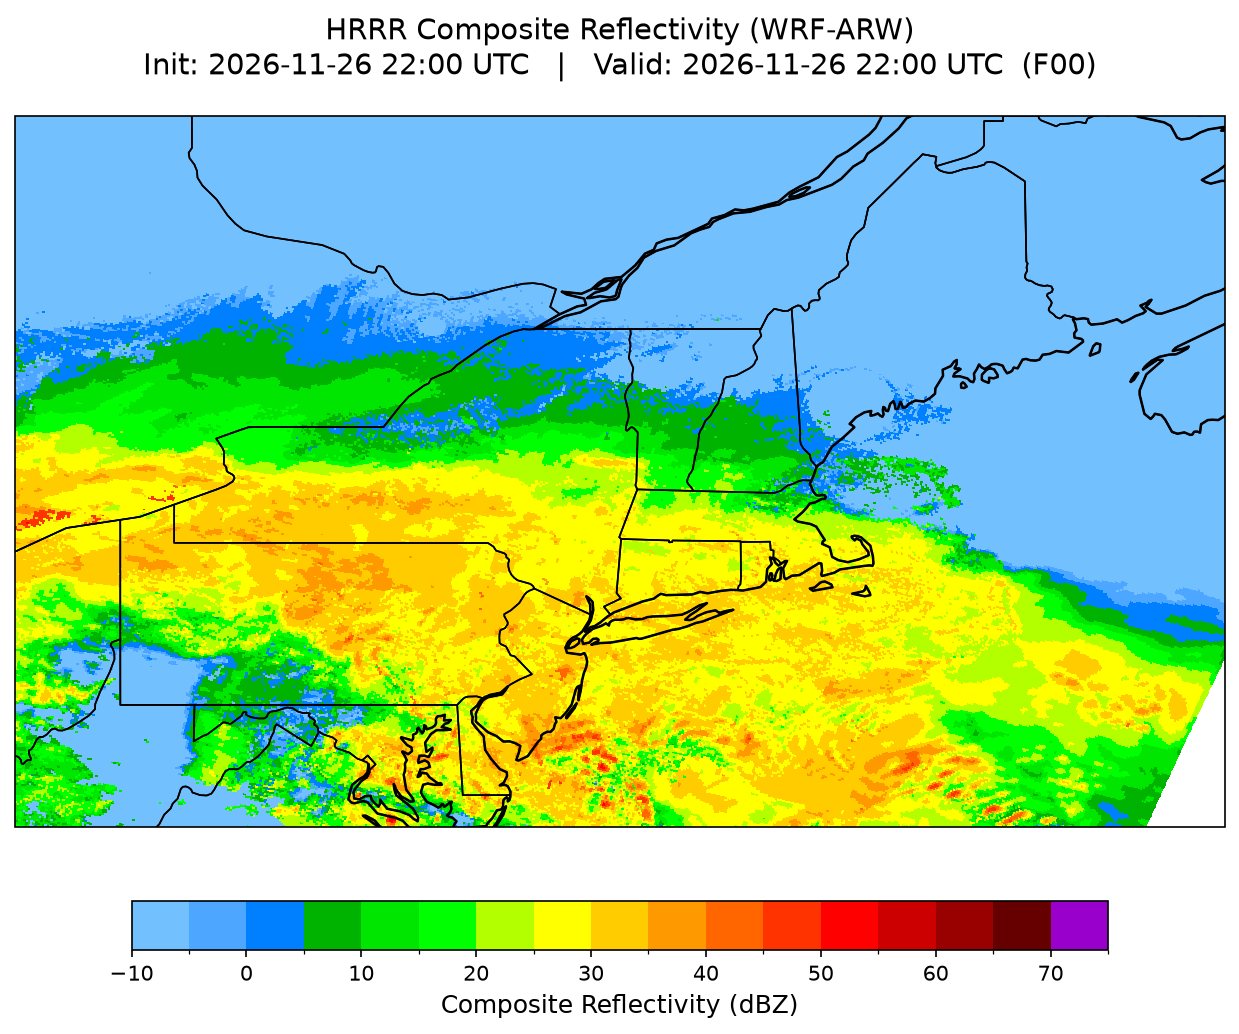 HRRR Composite Reflectivity (WRF-ARW)
Init: 2026-11-26 22:00 UTC | Valid: 2026-11-26 22:00 UTC (F00)
−10 0 10 20 30 40 50 60 70
Composite Reflectivity (dBZ)